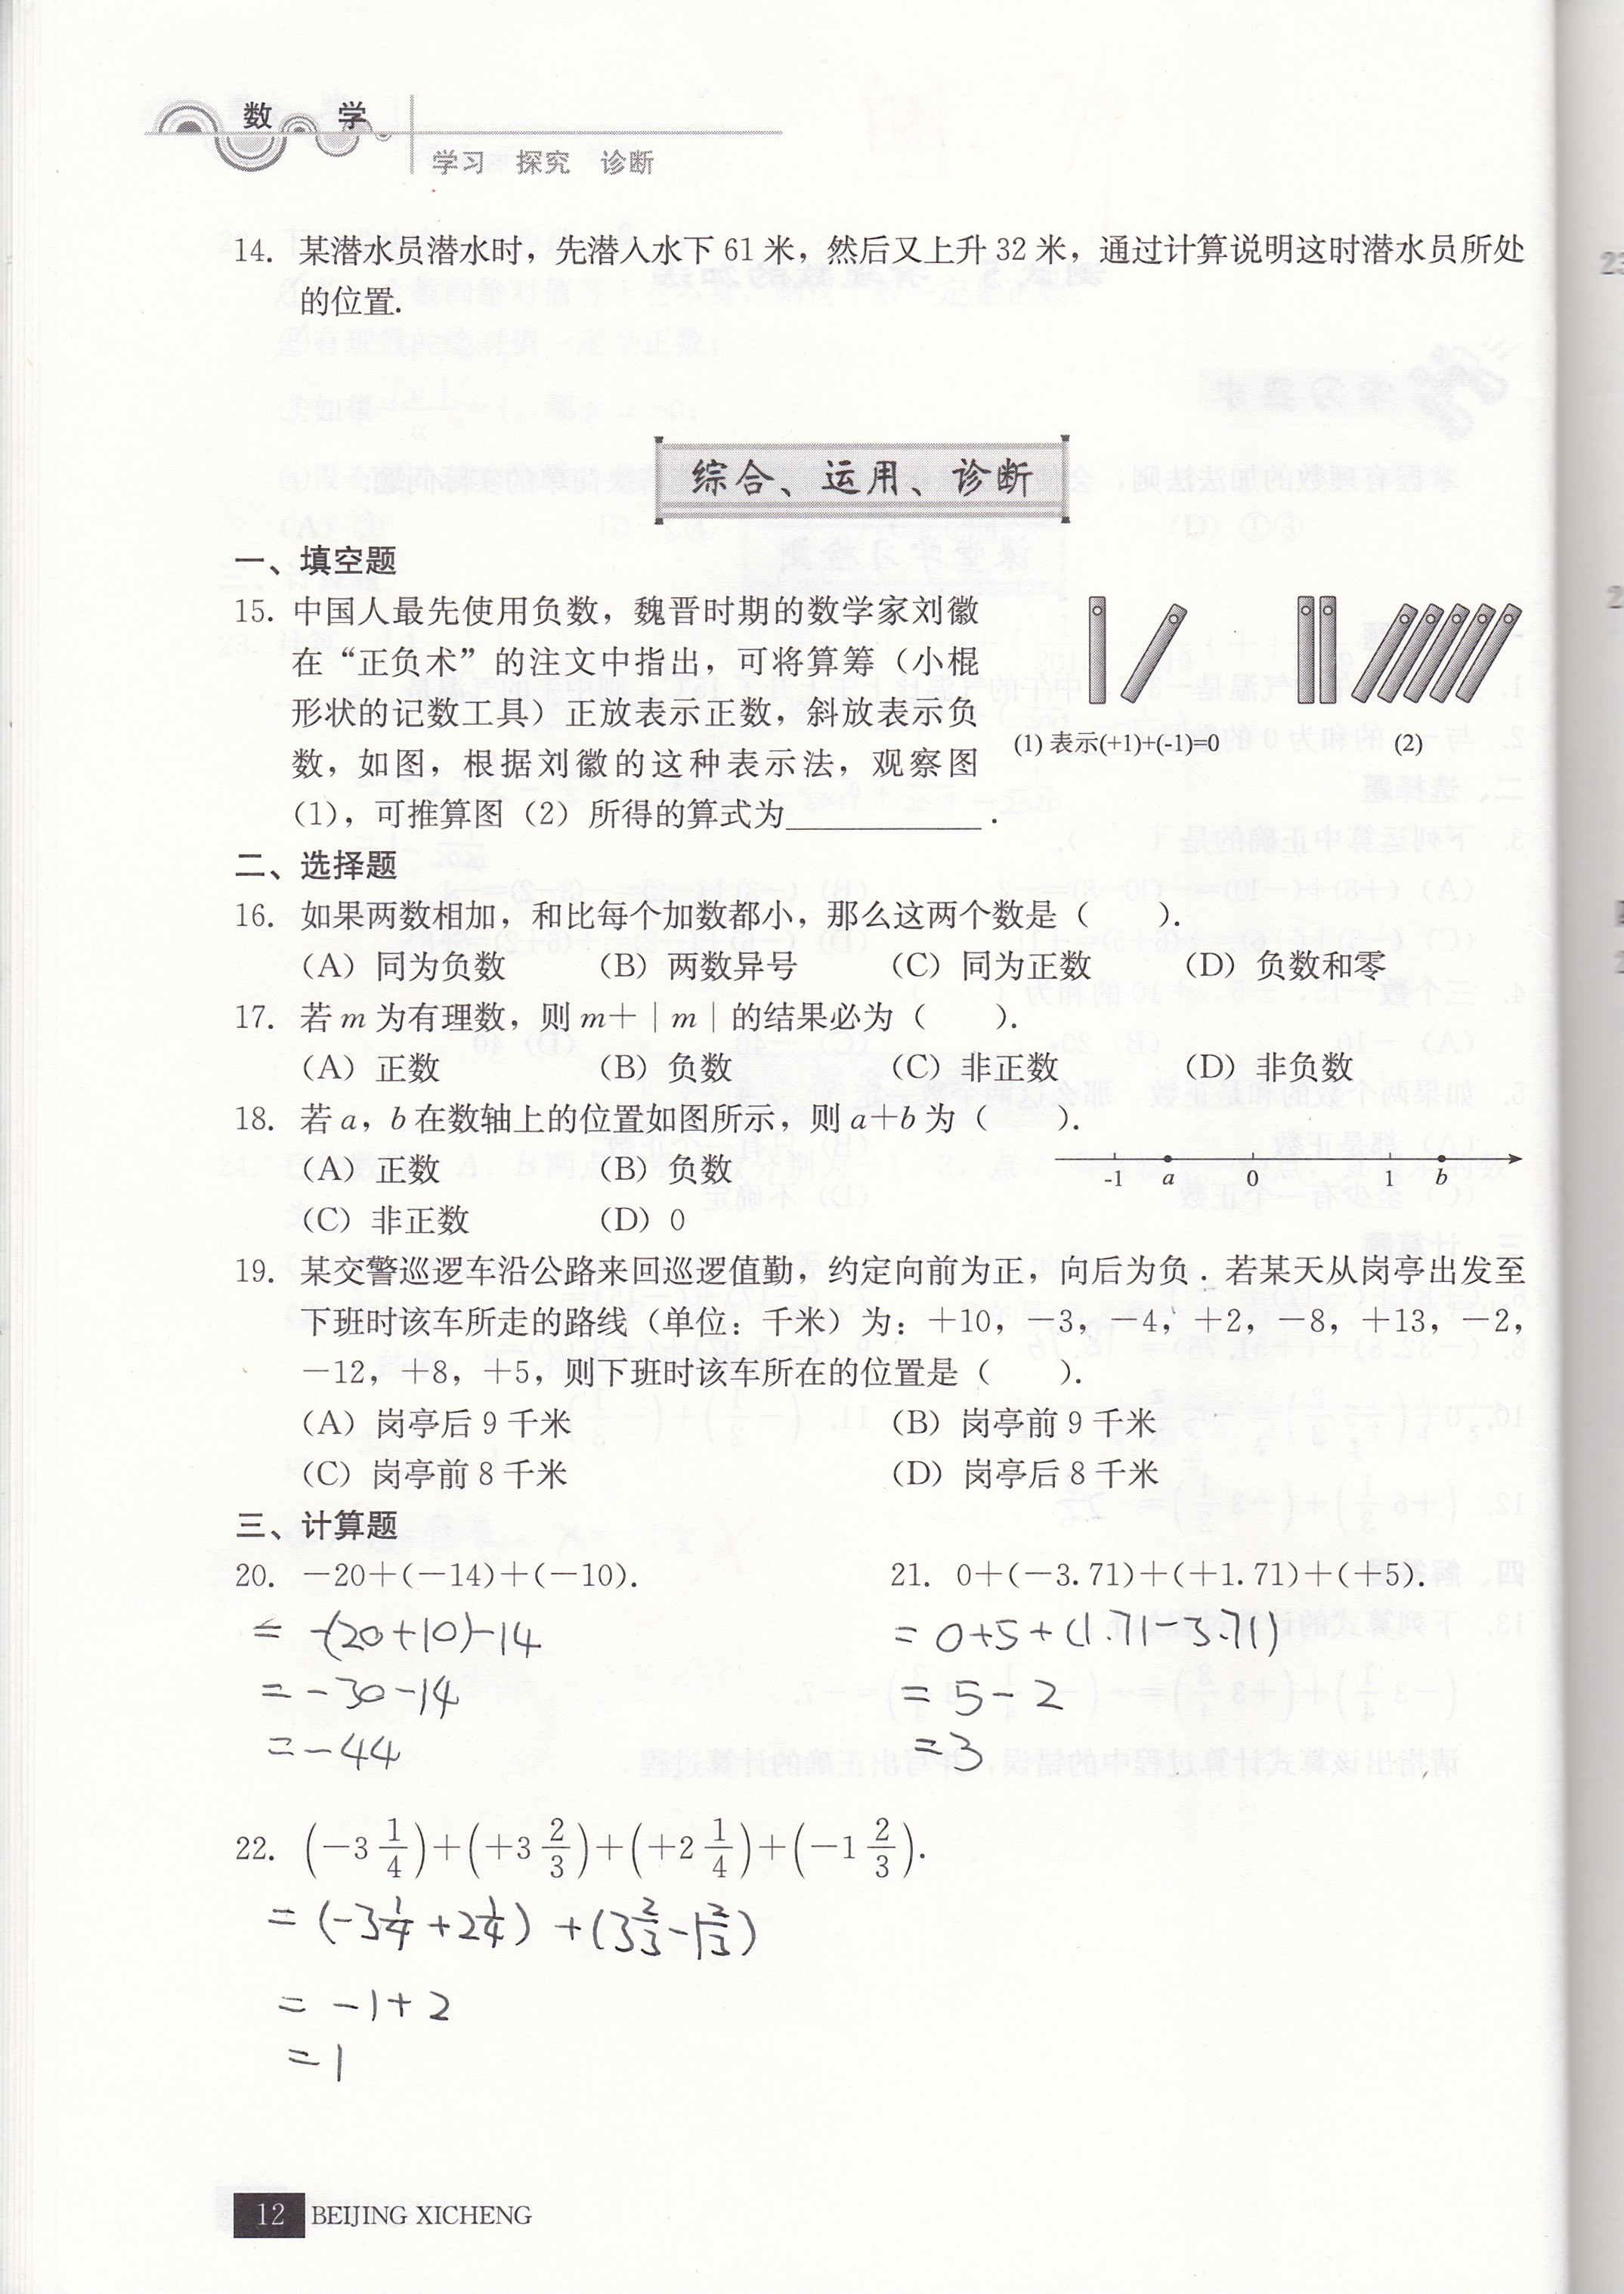 数 学
学习 探究 诊断
14. 某潜水员潜水时，先潜入水下 61 米，然后又上升 32 米，通过计算说明这时潜水员所处
的位置.
综合、运用、诊断
一、填空题
15. 中国人最先使用负数，魏晋时期的数学家刘徽
在“正负术”的注文中指出，可将算筹（小棍
形状的记数工具）正放表示正数，斜放表示负
数，如图，根据刘徽的这种表示法，观察图
（1），可推算图（2）所得的算式为____________.
(1) 表示(+1)+(-1)=0
(2)
二、选择题
16. 如果两数相加，和比每个加数都小，那么这两个数是（ ）.
（A）同为负数 （B）两数异号 （C）同为正数 （D）负数和零
17. 若 m 为有理数，则 m＋|m|的结果必为（ ）.
（A）正数 （B）负数 （C）非正数 （D）非负数
18. 若 a，b 在数轴上的位置如图所示，则 a＋b 为（ ）.
（A）正数 （B）负数
（C）非正数 （D）0
-1 a 0 1 b
19. 某交警巡逻车沿公路来回巡逻值勤，约定向前为正，向后为负. 若某天从岗亭出发至
下班时该车所走的路线（单位：千米）为：＋10，－3，－4，＋2，－8，＋13，－2，
－12，＋8，＋5，则下班时该车所在的位置是（ ）.
（A）岗亭后 9 千米 （B）岗亭前 9 千米
（C）岗亭前 8 千米 （D）岗亭后 8 千米
三、计算题
20. －20＋(－14)＋(－10).
= -(20+10)-14
= -30-14
= -44
21. 0＋(－3.71)＋(＋1.71)＋(＋5).
= 0+5+(1.71-3.71)
= 5-2
=3
22. (－3 1/4)＋(＋3 2/3)＋(＋2 1/4)＋(－1 2/3).
= (-3 1/4 + 2 1/4) + (3 2/3 - 1 2/3)
= -1+2
=1
12 BEIJING XICHENG